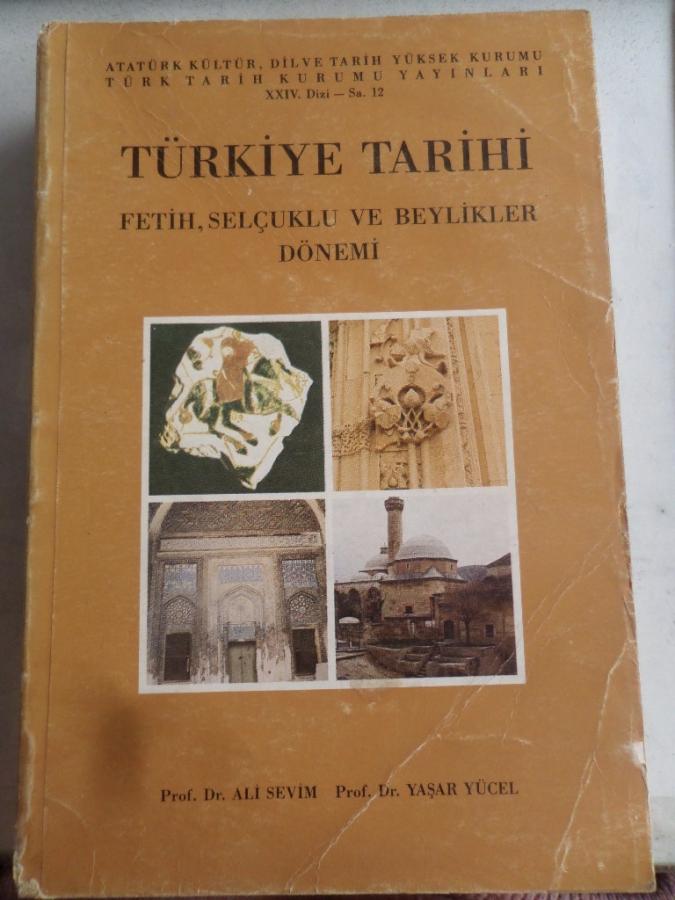 ATATÜRK KÜLTÜR, DİL VE TARİH YÜKSEK KURUMU
TÜRK TARİH KURUMU YAYINLARI
XXIV. Dizi — Sa. 12
TÜRKİYE TARİHİ
FETİH, SELÇUKLU VE BEYLİKLER
DÖNEMİ
Prof. Dr. ALİ SEVİM Prof. Dr. YAŞAR YÜCEL